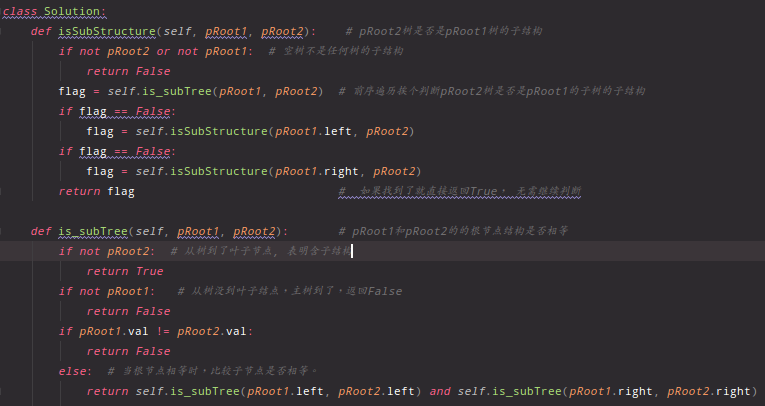 class Solution:
    def isSubStructure(self, pRoot1, pRoot2):   # pRoot2树是否是pRoot1树的子结构
        if not pRoot2 or not pRoot1:  # 空树不是任何树的子结构
            return False
        flag = self.is_subTree(pRoot1, pRoot2)  # 前序遍历挨个判断pRoot2树是否是pRoot1的子树的子结构
        if flag == False:
            flag = self.isSubStructure(pRoot1.left, pRoot2)
        if flag == False:
            flag = self.isSubStructure(pRoot1.right, pRoot2)
        return flag                             #  如果找到了就直接返回True， 无需继续判断
    def is_subTree(self, pRoot1, pRoot2):       # pRoot1和pRoot2的的根节点结构是否相等
        if not pRoot2:  # 从树到了叶子节点, 表明含子结构
            return True
        if not pRoot1:   # 从树没到叶子结点，主树到了，返回False
            return False
        if pRoot1.val != pRoot2.val:
            return False
        else:  # 当根节点相等时，比较子节点是否相等。
            return self.is_subTree(pRoot1.left, pRoot2.left) and self.is_subTree(pRoot1.right, pRoot2.right)